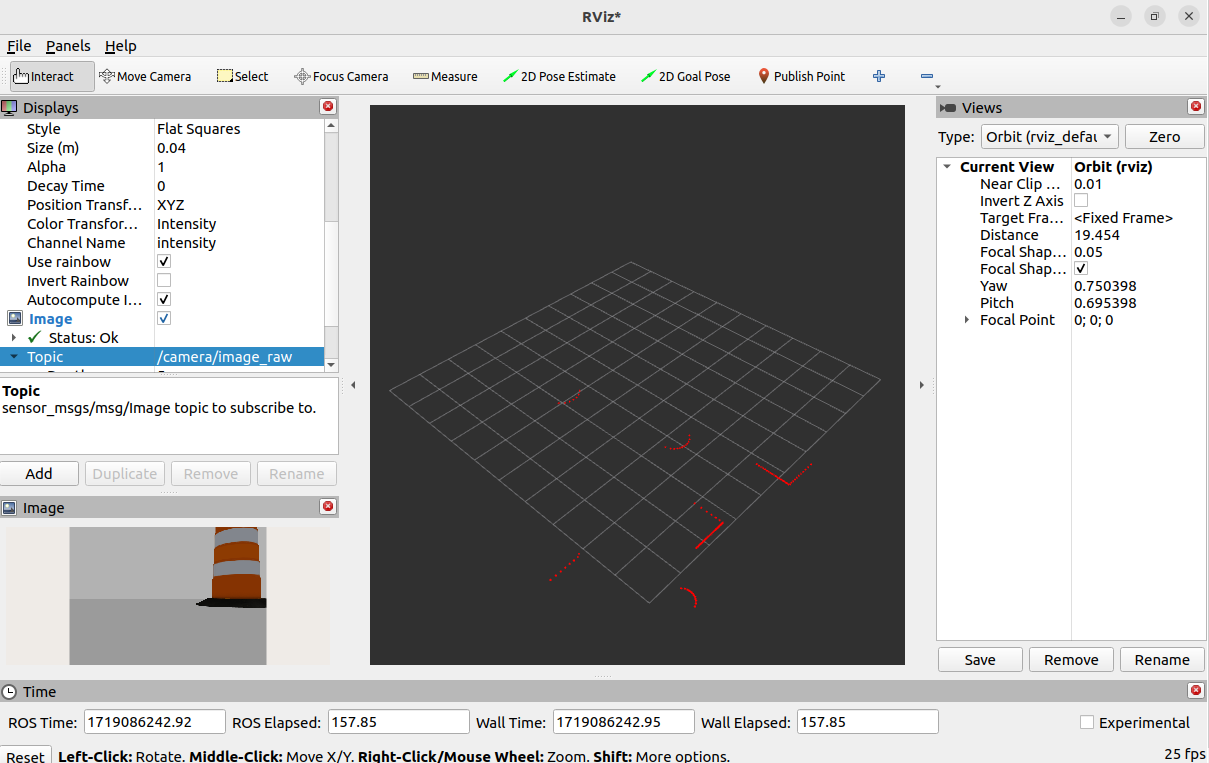 RViz*
File Panels Help
Interact Move Camera Select Focus Camera Measure 2D Pose Estimate 2D Goal Pose Publish Point
Displays
Style Flat Squares
Size (m) 0.04
Alpha 1
Decay Time 0
Position Transf... XYZ
Color Transfor... Intensity
Channel Name intensity
Use rainbow
Invert Rainbow
Autocompute I...
Image
Status: Ok
Topic /camera/image_raw
Topic
sensor_msgs/msg/Image topic to subscribe to.
Add Duplicate Remove Rename
Image
Views
Type: Orbit (rviz_defau Zero
Current View Orbit (rviz)
Near Clip ... 0.01
Invert Z Axis
Target Fra... <Fixed Frame>
Distance 19.454
Focal Shap... 0.05
Focal Shap...
Yaw 0.750398
Pitch 0.695398
Focal Point 0; 0; 0
Save Remove Rename
Time
ROS Time: 1719086242.92 ROS Elapsed: 157.85 Wall Time: 1719086242.95 Wall Elapsed: 157.85 Experimental
Reset Left-Click: Rotate. Middle-Click: Move X/Y. Right-Click/Mouse Wheel: Zoom. Shift: More options. 25 fps